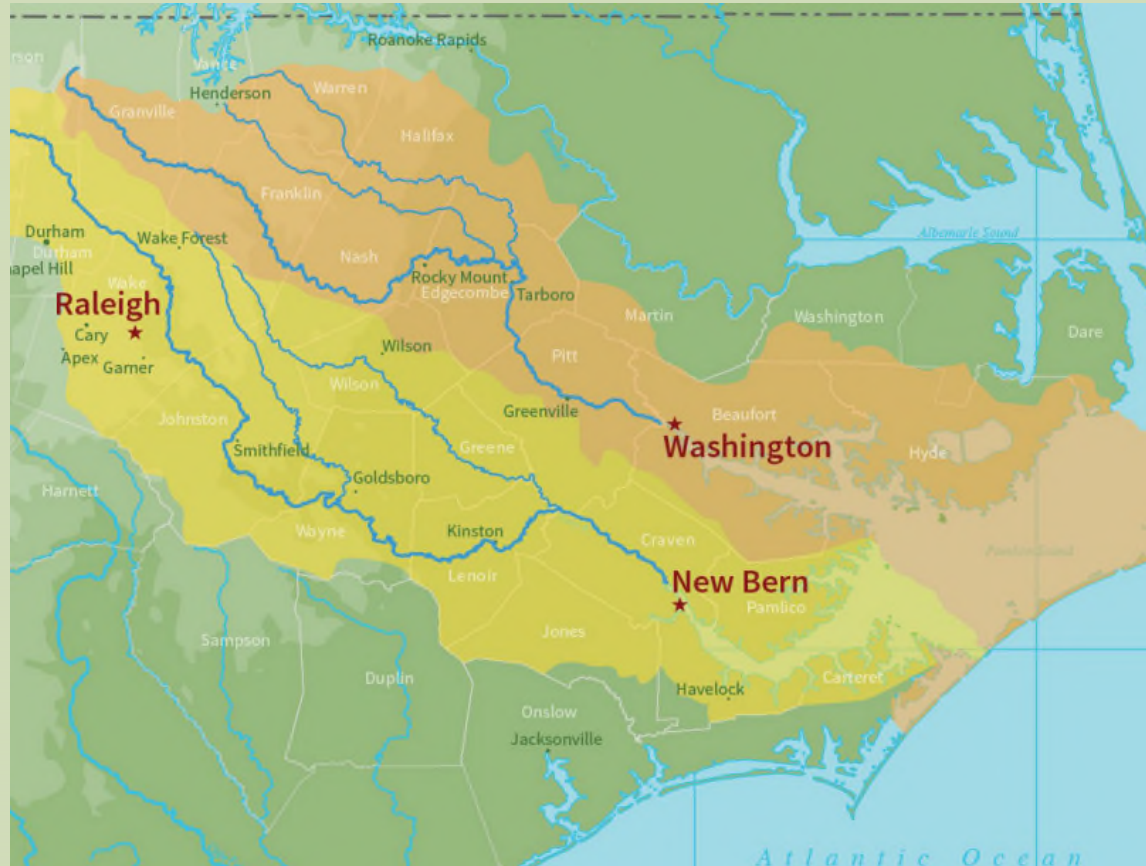 Roanoke Rapids
rson
Vance
Warren
Henderson
Granville
Halifax
Franklin
Durham
Wake Forest
Albemarle Sound
Durham
Nash
hapel Hill
Rocky Mount
Wake
Edgecombe
Tarboro
Raleigh
Martin
Washington
Dare
Cary
Wilson
Apex
Garner
Pitt
Wilson
Greenville
Beaufort
Johnston
Washington
Smithfield
Greene
Hyde
Goldsboro
Harnett
Wayne
Kinston
Craven
Pamlico Sound
Lenoir
New Bern
Pamlico
Sampson
Jones
Duplin
Havelock
Carteret
Onslow
Jacksonville
Atlantic Ocean